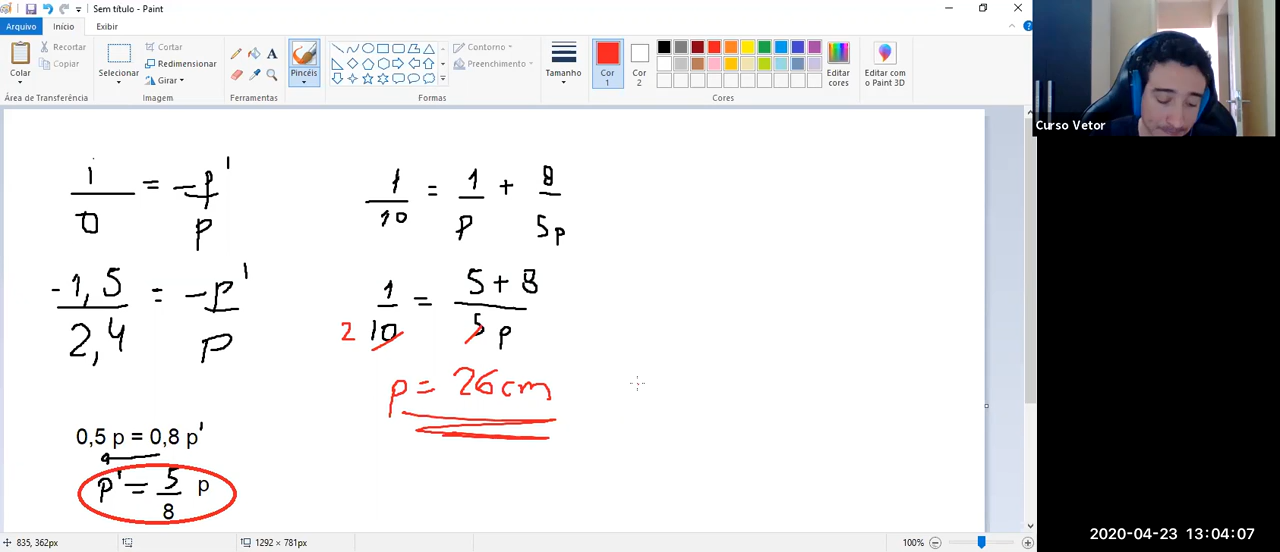 Sem título - Paint
Arquivo Início Exibir
Colar
Recortar
Copiar
Área de Transferência
Selecionar
Cortar
Redimensionar
Girar
Imagem
A
Ferramentas
Pincéis
Contorno
Preenchimento
Formas
Tamanho
Cor 1
Cor 2
Editar cores
Cores
Editar com o Paint 3D
Curso Vetor
i/0 = -p'/p
-1,5/2,4 = -p'/p
0,5 p = 0,8 p'
p' = 5/8 p
1/10 = 1/p + 8/5p
1/10 = 5+8/5p
2
p = 26cm
835, 362px
1292 × 781px
100%
2020-04-23 13:04:07